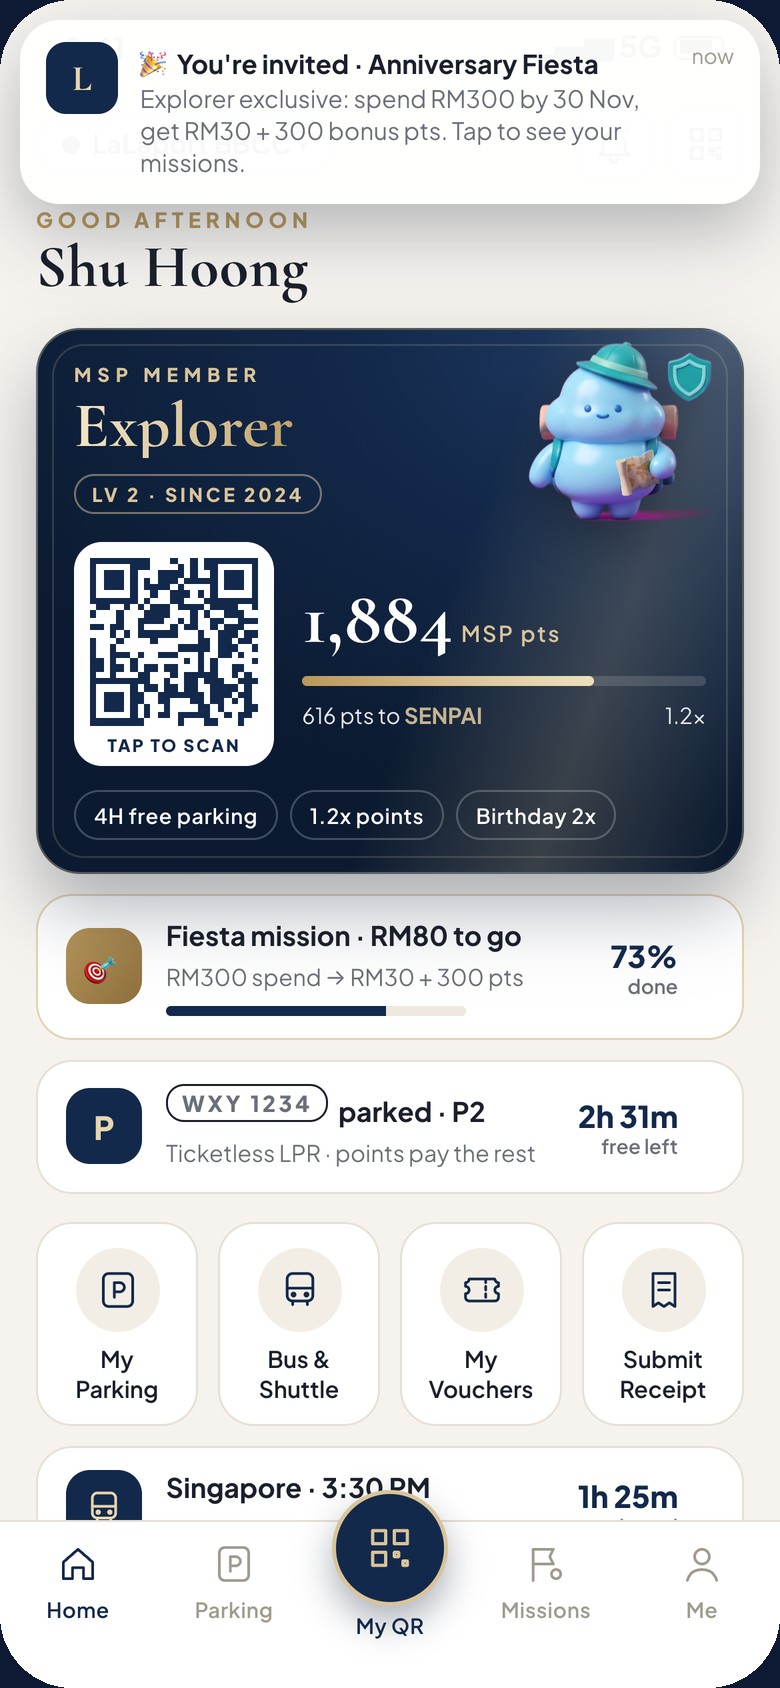 L
🎉 You're invited · Anniversary Fiesta
now
Explorer exclusive: spend RM300 by 30 Nov,
get RM30 + 300 bonus pts. Tap to see your
missions.
5G
LaLaport BBCC
GOOD AFTERNOON
Shu Hoong
MSP MEMBER
Explorer
LV 2 · SINCE 2024
TAP TO SCAN
1,884 MSP pts
616 pts to SENPAI
1.2×
4H free parking
1.2x points
Birthday 2x
Fiesta mission · RM80 to go
RM300 spend → RM30 + 300 pts
73%
done
P
WXY 1234 parked · P2
Ticketless LPR · points pay the rest
2h 31m
free left
P
My
Parking
Bus &
Shuttle
My
Vouchers
Submit
Receipt
Singapore · 3:30 PM
1h 25m
Home
P
Parking
My QR
Missions
Me